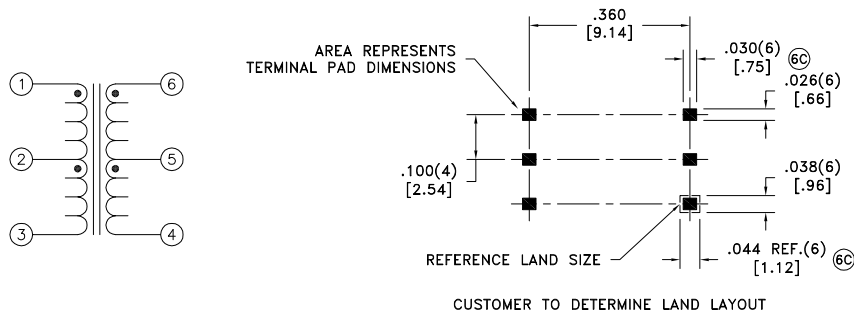 .360
[9.14]
AREA REPRESENTS
TERMINAL PAD DIMENSIONS
.030(6)
[.75]
6C
.026(6)
[.66]
1
6
2
5
3
4
.100(4)
[2.54]
.038(6)
[.96]
REFERENCE LAND SIZE
.044 REF.(6)
[1.12]
6C
CUSTOMER TO DETERMINE LAND LAYOUT